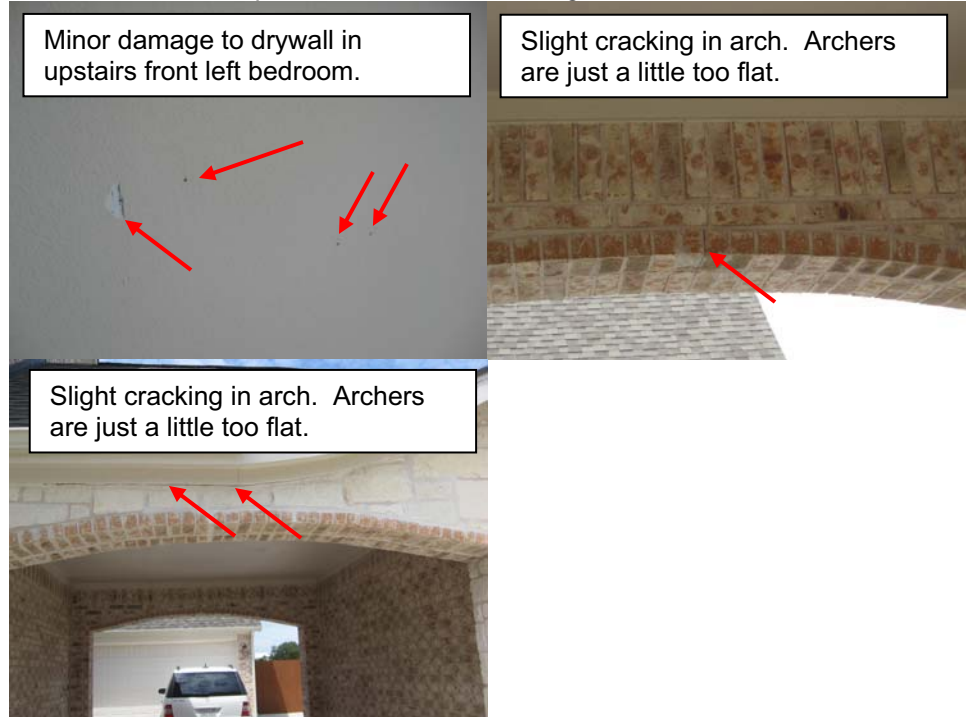 Minor damage to drywall in
upstairs front left bedroom.
Slight cracking in arch.  Archers
are just a little too flat.
Slight cracking in arch.  Archers
are just a little too flat.